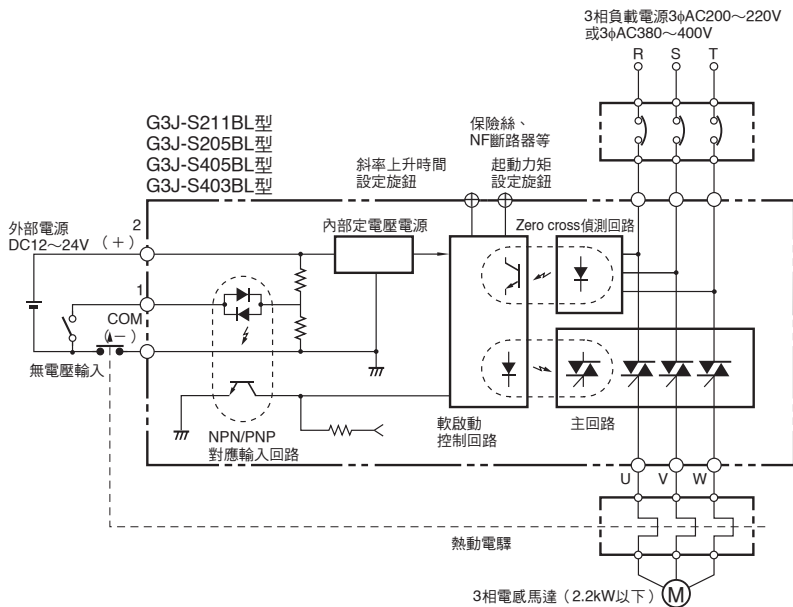 3相負載電源3ϕAC200～220V
或3ϕAC380～400V
R S T
G3J-S211BL型
G3J-S205BL型
G3J-S405BL型
G3J-S403BL型
保險絲、
NF斷路器等
斜率上升時間
設定旋鈕
起動力矩
設定旋鈕
外部電源
DC12～24V （＋）
2
內部定電壓電源
Zero cross偵測回路
1
COM
（－）
無電壓輸入
NPN/PNP
對應輸入回路
軟啟動
控制回路
主回路
U V W
熱動電驛
3相電感馬達（2.2kW以下）
M